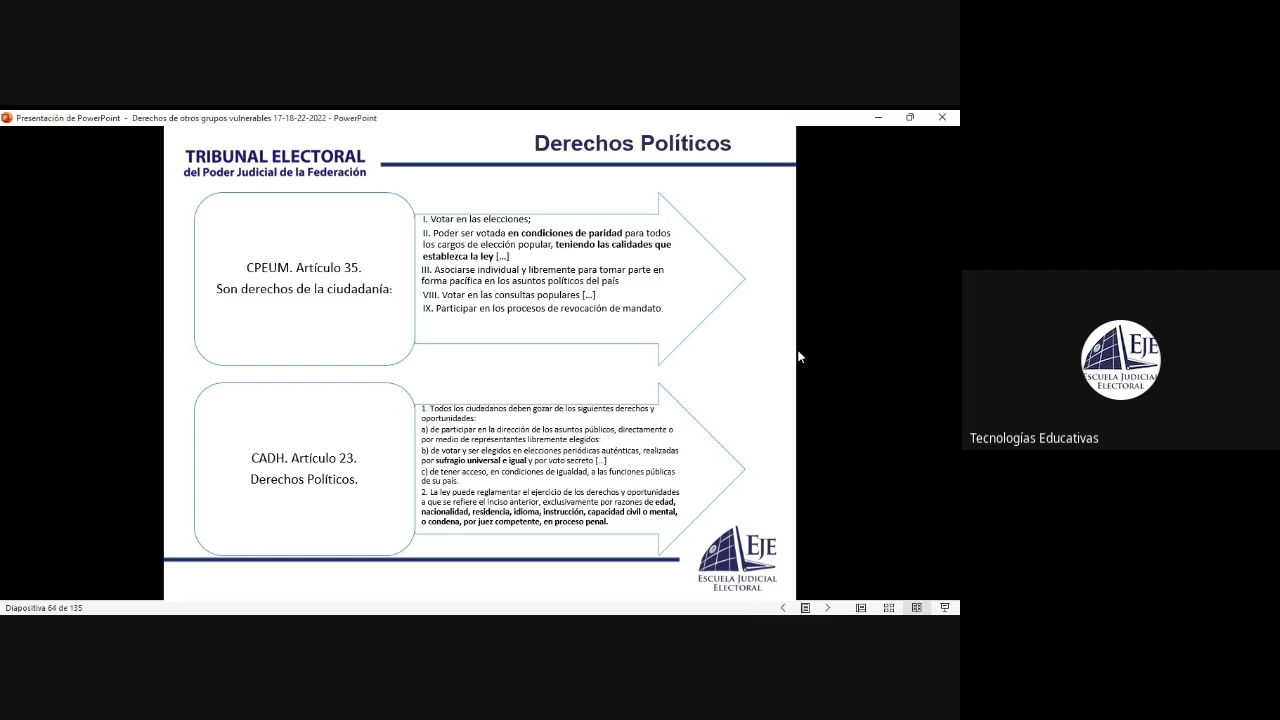 Presentación de PowerPoint - Derechos de otros grupos vulnerables 17-18-22-2022 - PowerPoint
Derechos Políticos
TRIBUNAL ELECTORAL
del Poder Judicial de la Federación
CPEUM. Artículo 35.
Son derechos de la ciudadanía:
I. Votar en las elecciones;
II. Poder ser votada en condiciones de paridad para todos
los cargos de elección popular, teniendo las calidades que
establezca la ley [...]
III. Asociarse individual y libremente para tomar parte en
forma pacífica en los asuntos políticos del país
VIII. Votar en las consultas populares [...]
IX. Participar en los procesos de revocación de mandato.
CADH. Artículo 23.
Derechos Políticos.
1. Todos los ciudadanos deben gozar de los siguientes derechos y
oportunidades:
a) de participar en la dirección de los asuntos públicos, directamente o
por medio de representantes libremente elegidos:
b) de votar y ser elegidos en elecciones periódicas auténticas, realizadas
por sufragio universal e igual y por voto secreto [...]
c) de tener acceso, en condiciones de igualdad, a las funciones públicas
de su país.
2. La ley puede reglamentar el ejercicio de los derechos y oportunidades
a que se refiere el inciso anterior, exclusivamente por razones de edad,
nacionalidad, residencia, idioma, instrucción, capacidad civil o mental,
o condena, por juez competente, en proceso penal.
EJE
ESCUELA JUDICIAL
ELECTORAL
Diapositiva 64 de 135
EJE
ESCUELA JUDICIAL
ELECTORAL
Tecnologías Educativas